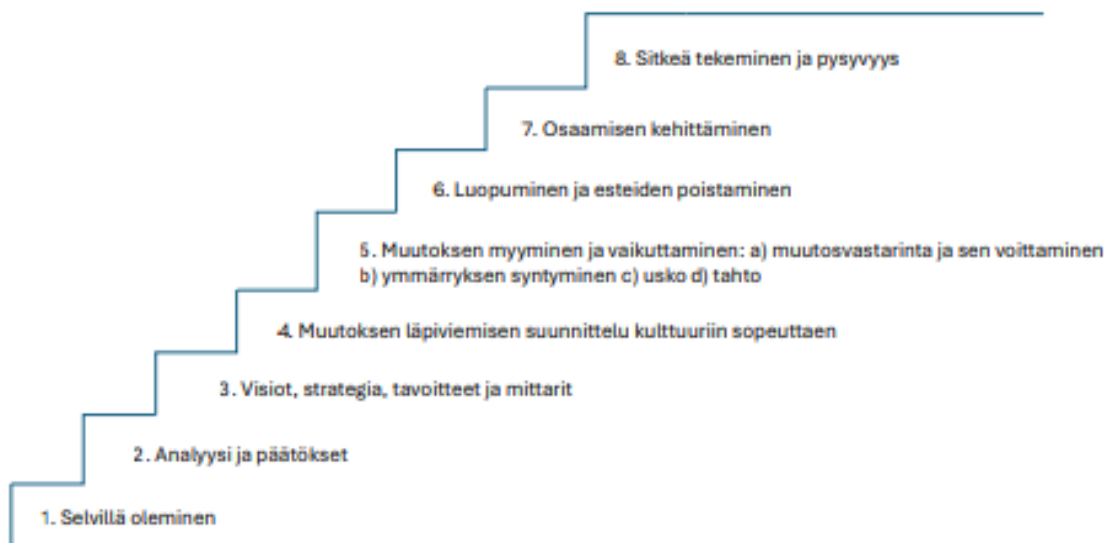 8. Sitkeä tekeminen ja pysyvyys
7. Osaamisen kehittäminen
6. Luopuminen ja esteiden poistaminen
5. Muutoksen myyminen ja vaikuttaminen: a) muutosvastarinta ja sen voittaminen
b) ymmärryksen syntyminen c) usko d) tahto
4. Muutoksen läpiviemisen suunnittelu kulttuuriin sopeuttaen
3. Visiot, strategia, tavoitteet ja mittarit
2. Analyysi ja päätökset
1. Selvillä oleminen